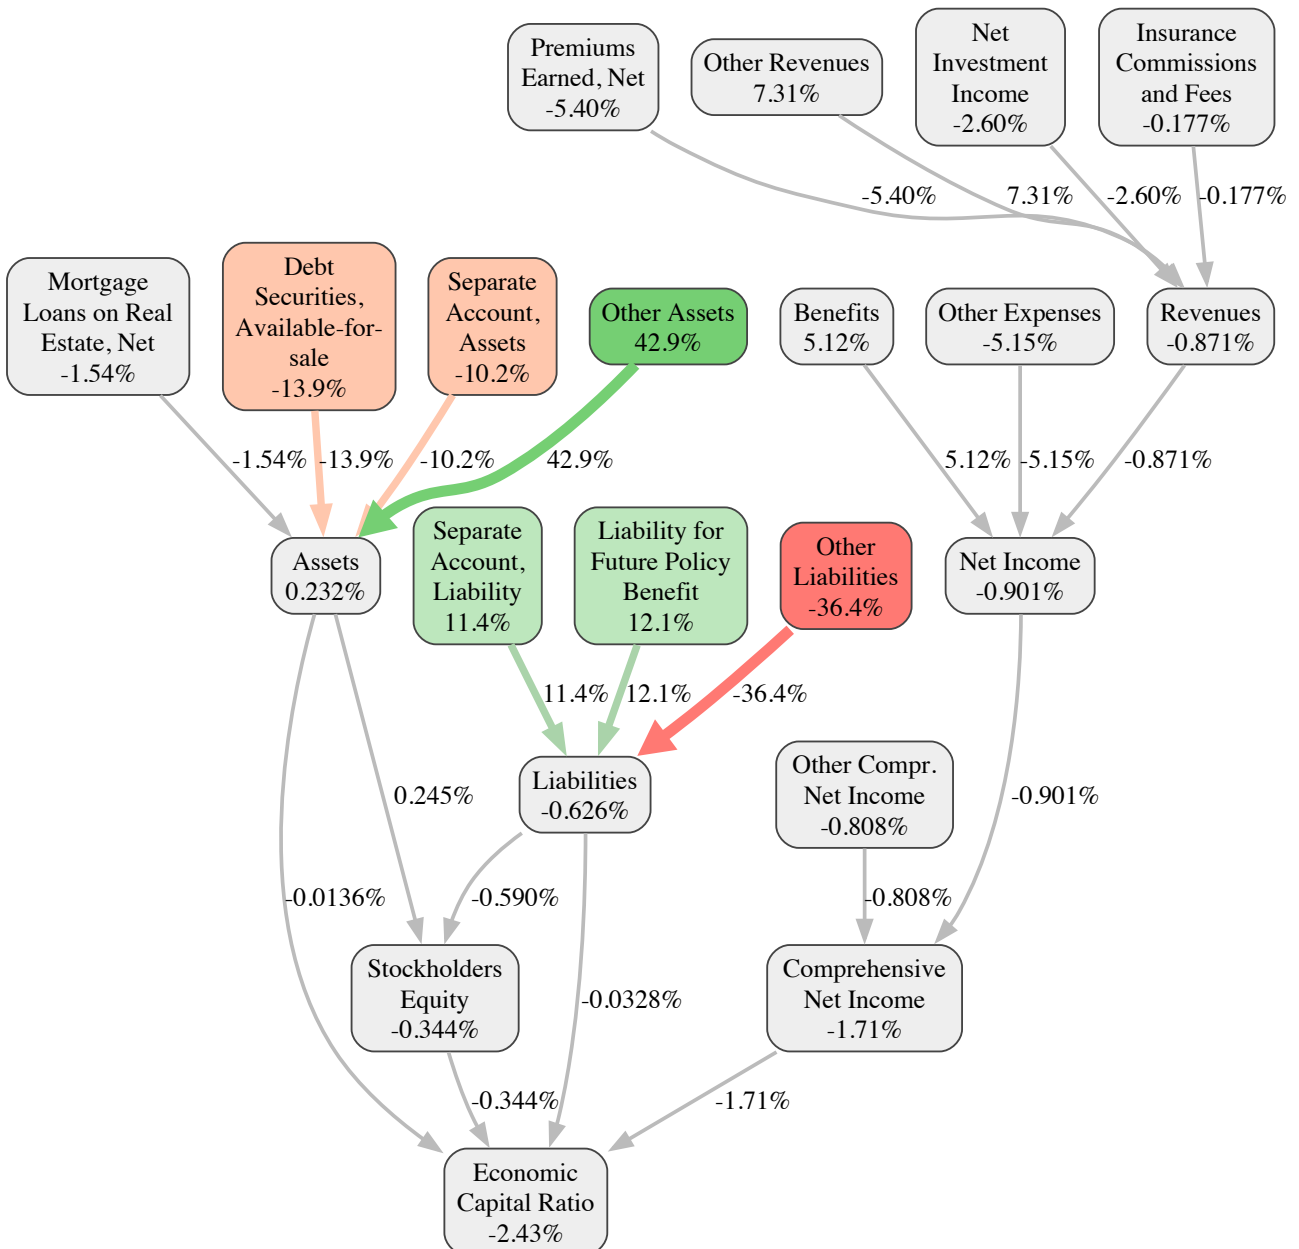 Premiums
Earned, Net
-5.40%
Other Revenues
7.31%
Net
Investment
Income
-2.60%
Insurance
Commissions
and Fees
-0.177%
-5.40%
7.31%
-2.60%
-0.177%
Mortgage
Loans on Real
Estate, Net
-1.54%
Debt
Securities,
Available-for-
sale
-13.9%
Separate
Account,
Assets
-10.2%
Other Assets
42.9%
Benefits
5.12%
Other Expenses
-5.15%
Revenues
-0.871%
-1.54%
-13.9%
-10.2%
42.9%
5.12%
-5.15%
-0.871%
Assets
0.232%
Separate
Account,
Liability
11.4%
Liability for
Future Policy
Benefit
12.1%
Other
Liabilities
-36.4%
Net Income
-0.901%
11.4%
12.1%
-36.4%
Liabilities
-0.626%
Other Compr.
Net Income
-0.808%
0.245%
-0.901%
-0.0136%
-0.590%
-0.808%
Stockholders
Equity
-0.344%
-0.0328%
Comprehensive
Net Income
-1.71%
-0.344%
-1.71%
Economic
Capital Ratio
-2.43%